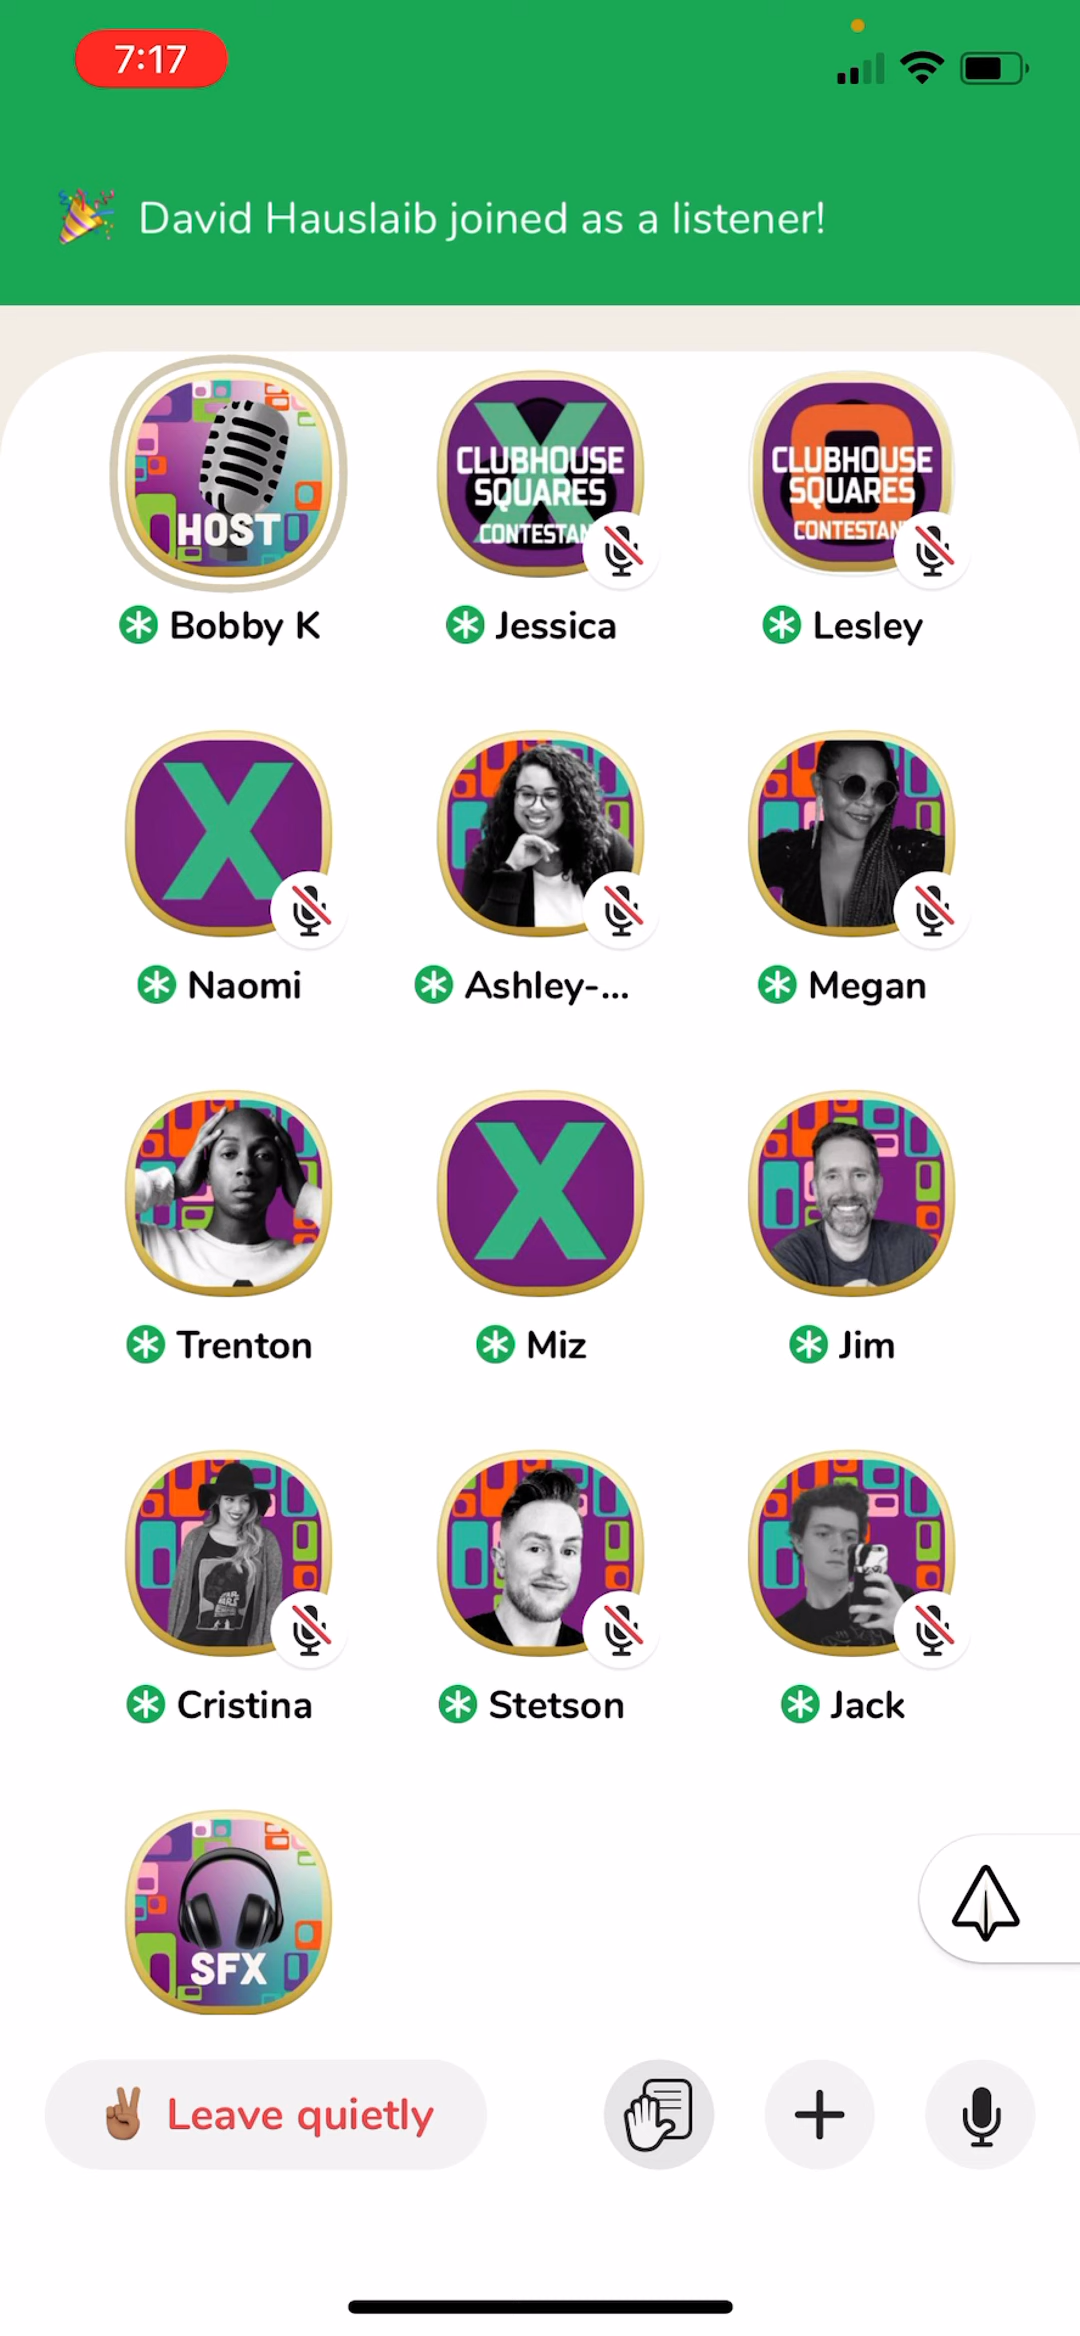 7:17
David Hauslaib joined as a listener!
HOST
CLUBHOUSE
SQUARES
CLUBHOUSE
SQUARES
Bobby K
Jessica
Lesley
X
Naomi
Ashley-...
Megan
X
Trenton
Miz
Jim
Cristina
Stetson
Jack
SFX
Leave quietly